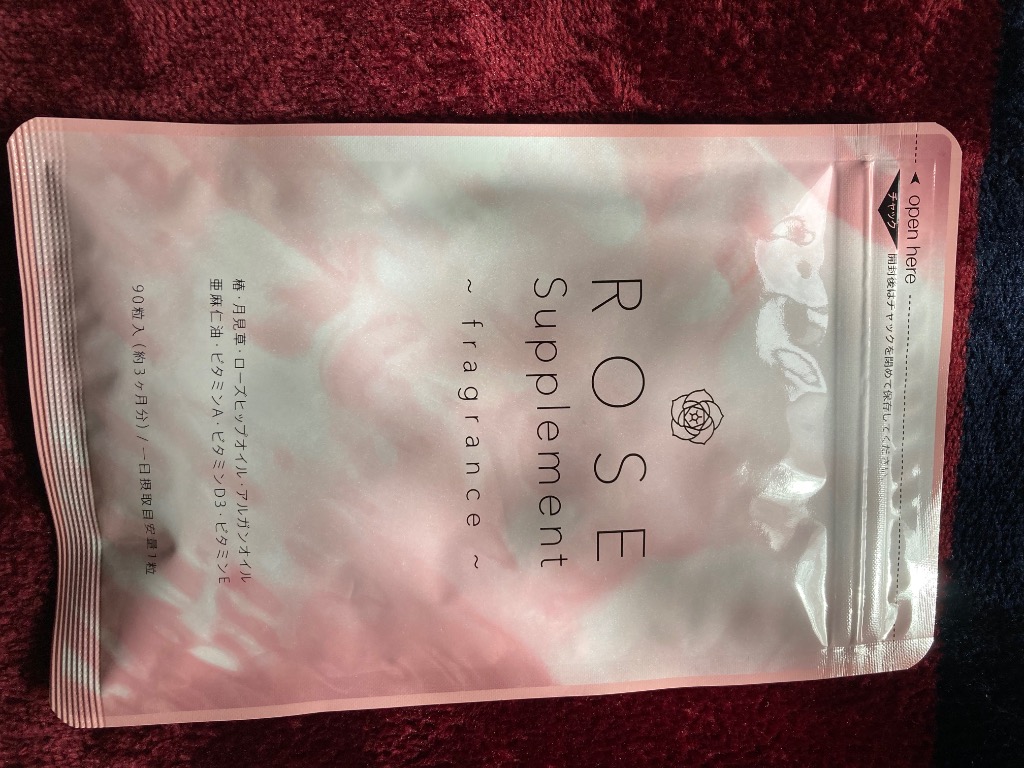 open here
チャック
開封後はチャックを閉めて保存してください。
ROSE
Supplement
~ fragrance ~
椿・月見草・ローズヒップオイル・アルガンオイル
亜麻仁油・ビタミンA・ビタミンD3・ビタミンE
90粒入(約3ヶ月分)/一日摂取目安量1粒